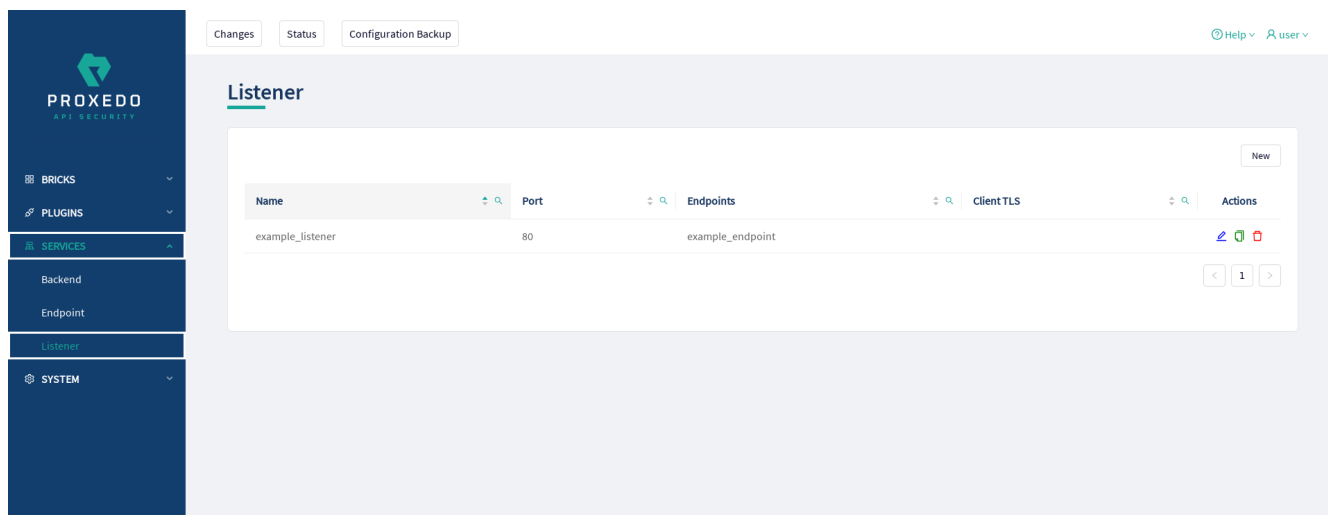 Changes Status Configuration Backup
Help user
PROXEDO
API SECURITY
BRICKS
PLUGINS
SERVICES
Backend
Endpoint
Listener
SYSTEM
Listener
New
Name Port Endpoints Client TLS Actions
example_listener 80 example_endpoint
< 1 >